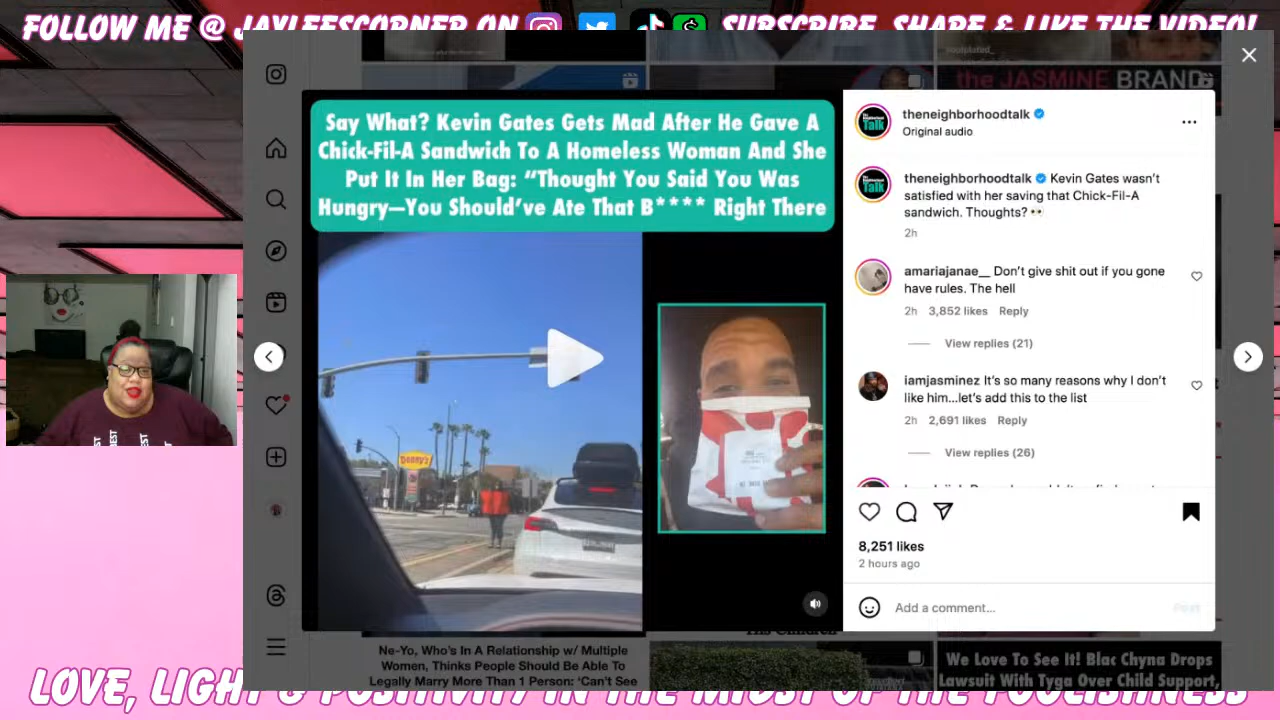 FOLLOW ME @ JAYLEESCORNER ON
SUBSCRIBE, SHARE & LIKE THE VIDEO!
the JASMINE BRAND
Say What? Kevin Gates Gets Mad After He Gave A
Chick-Fil-A Sandwich To A Homeless Woman And She
Put It In Her Bag: “Thought You Said You Was
Hungry—You Should’ve Ate That B**** Right There
Denny's
theneighborhoodtalk
Original audio
theneighborhoodtalk Kevin Gates wasn’t
satisfied with her saving that Chick-Fil-A
sandwich. Thoughts? 👀
2h
amariajanae__ Don’t give shit out if you gone
have rules. The hell
2h 3,852 likes Reply
View replies (21)
iamjasminez It’s so many reasons why I don’t
like him...let’s add this to the list
2h 2,691 likes Reply
View replies (26)
8,251 likes
2 hours ago
Add a comment...
Post
His Children
Ne-Yo, Who’s In A Relationship w/ Multiple
Women, Thinks People Should Be Able To
Legally Marry More Than 1 Person: ‘Can’t See
We Love To See It! Blac Chyna Drops
Lawsuit With Tyga Over Child Support,
LOVE, LIGHT & POSITIVITY IN THE MIDST OF THE FOOLISHNESS